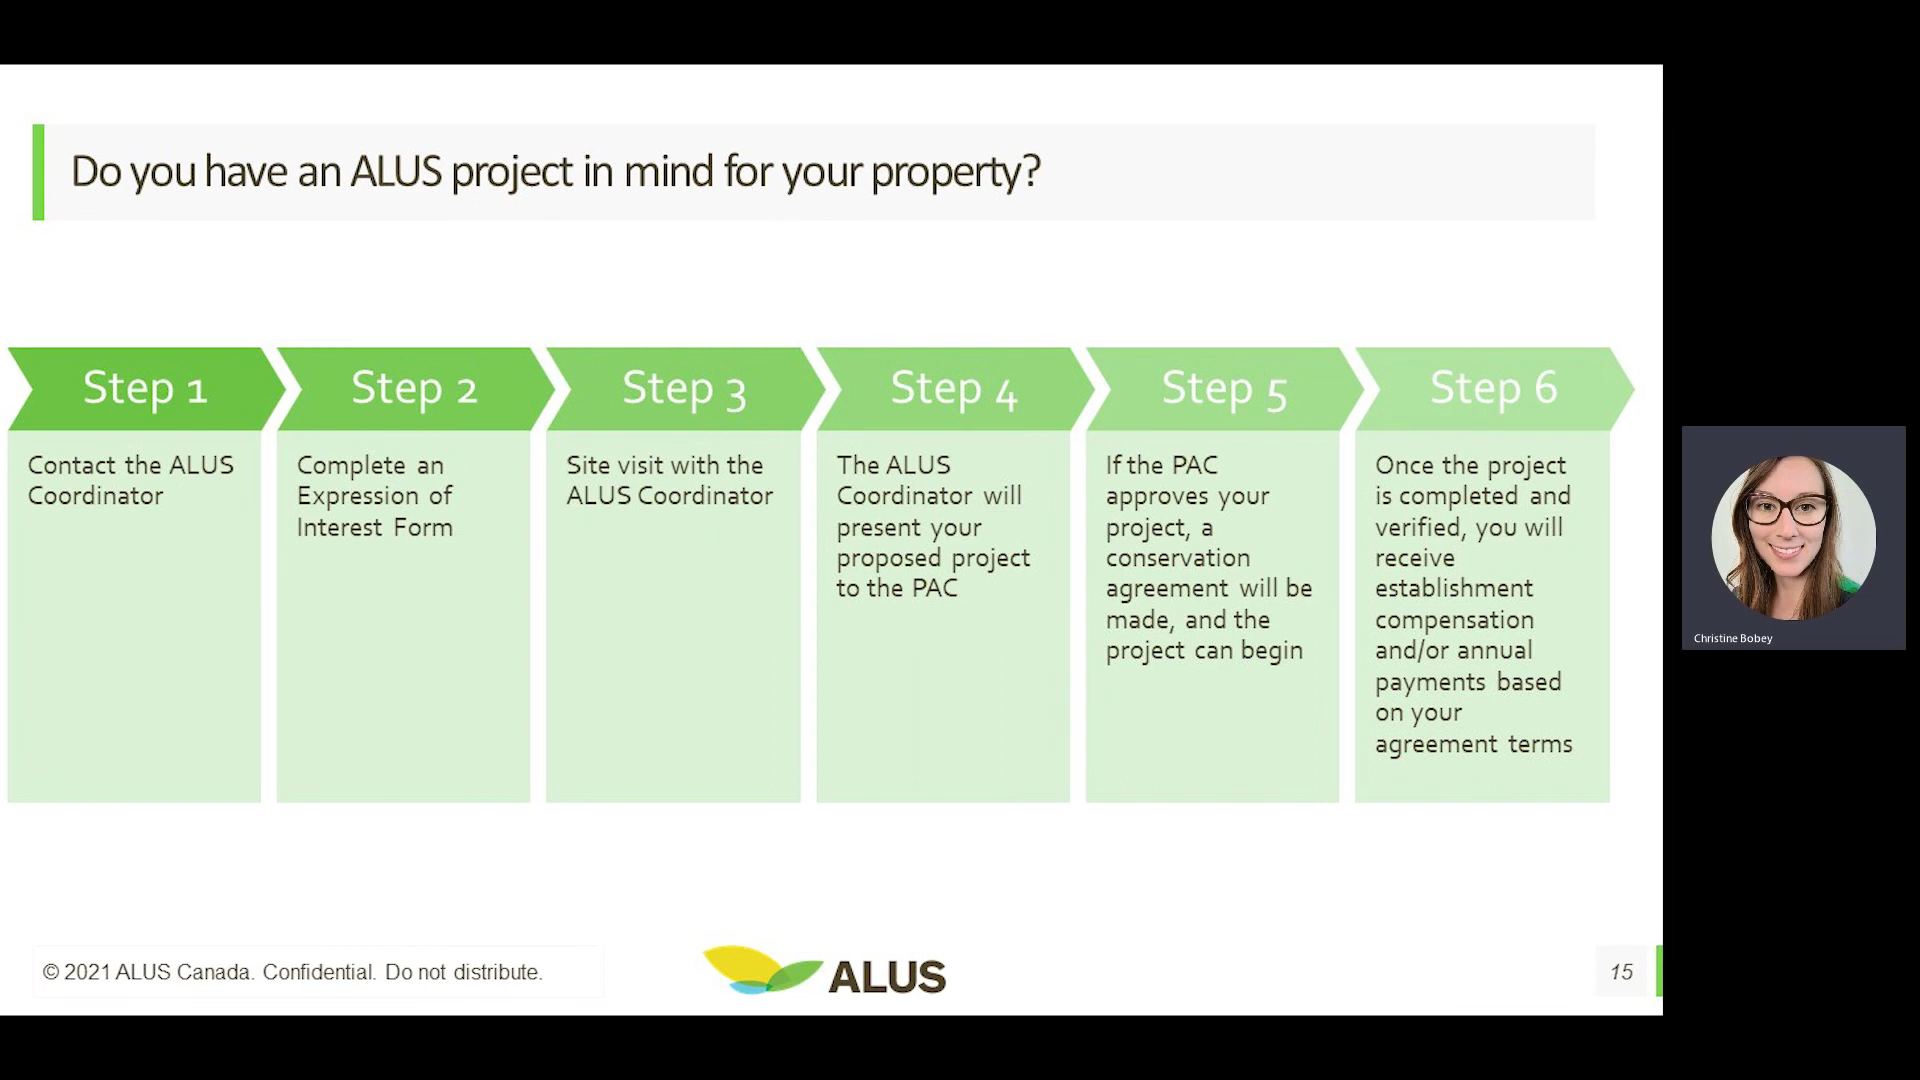 Do you have an ALUS project in mind for your property?
Step 1
Contact the ALUS
Coordinator
Step 2
Complete an
Expression of
Interest Form
Step 3
Site visit with the
ALUS Coordinator
Step 4
The ALUS
Coordinator will
present your
proposed project
to the PAC
Step 5
If the PAC
approves your
project, a
conservation
agreement will be
made, and the
project can begin
Step 6
Once the project
is completed and
verified, you will
receive
establishment
compensation
and/or annual
payments based
on your
agreement terms
Christine Bobey
© 2021 ALUS Canada. Confidential. Do not distribute.
ALUS
15